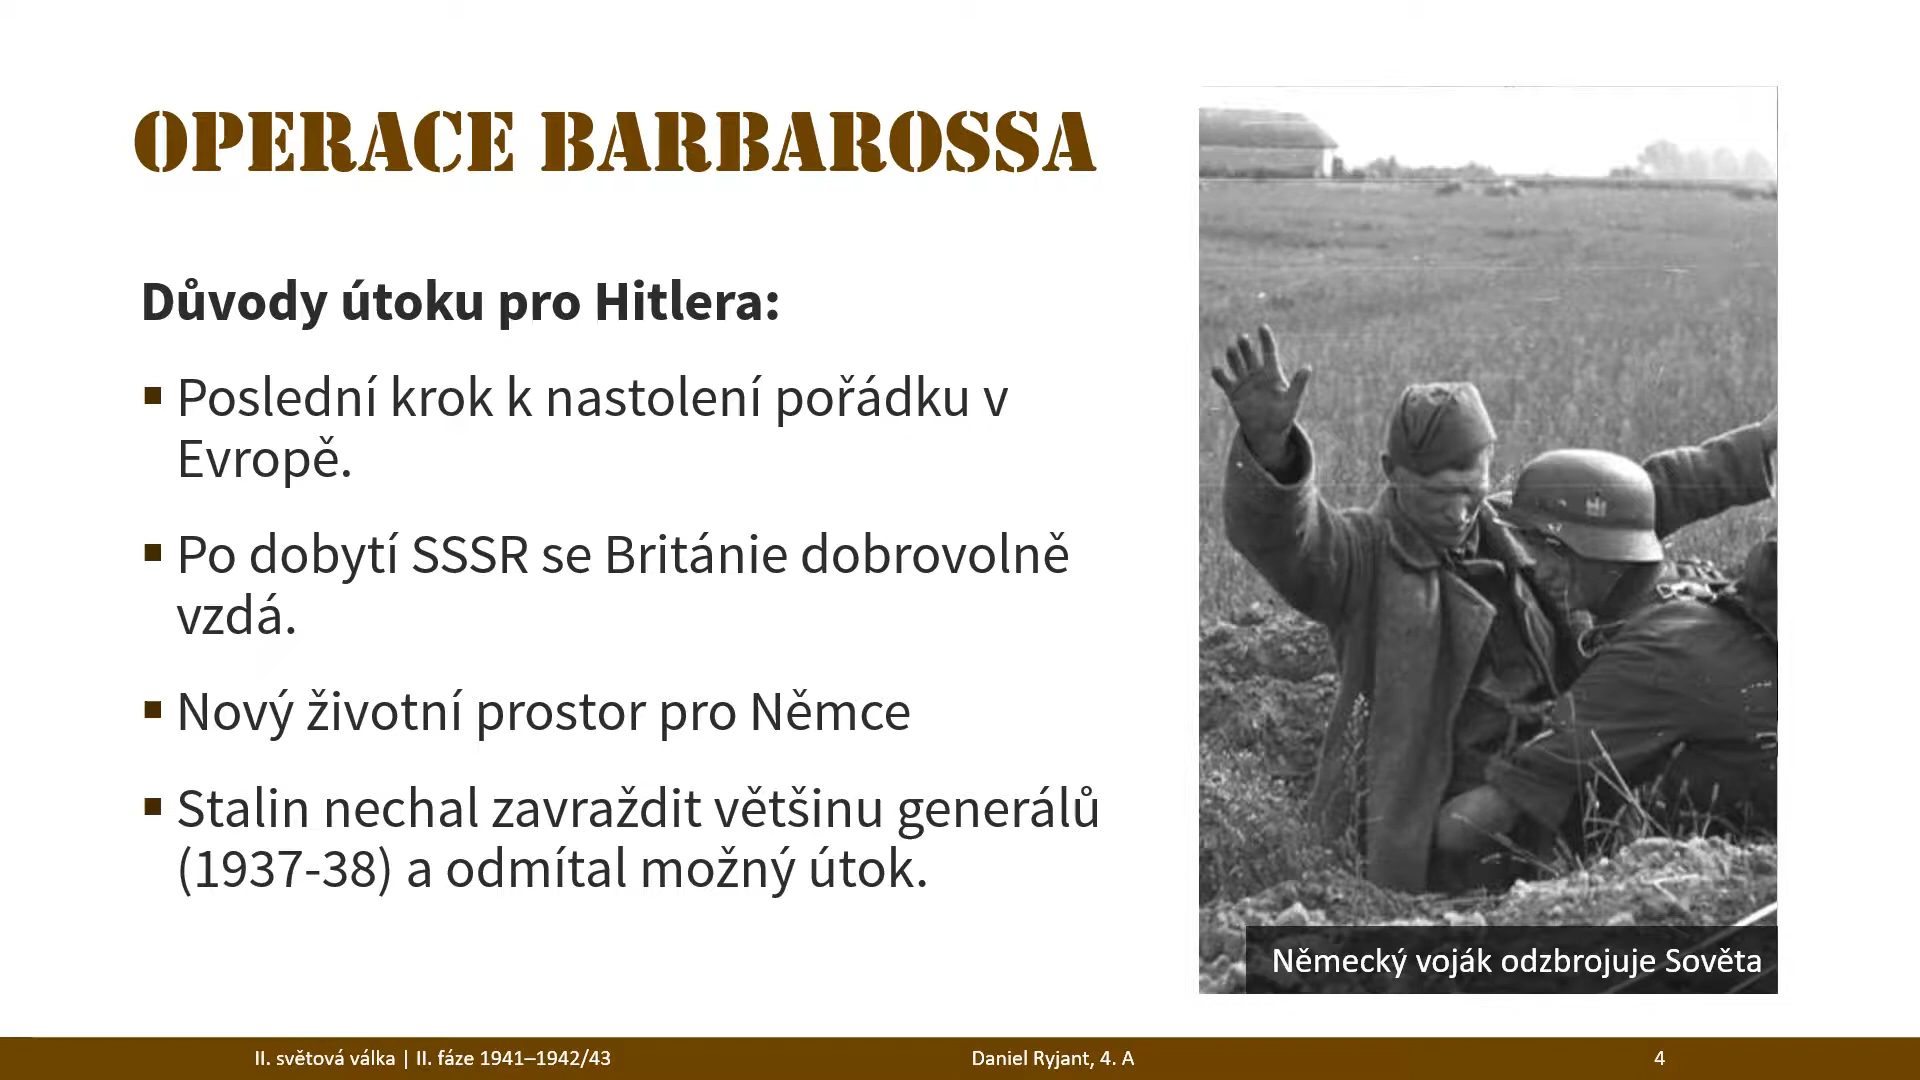 OPERACE BARBAROSSA
Důvody útoku pro Hitlera:
▪ Poslední krok k nastolení pořádku v
Evropě.
▪ Po dobytí SSSR se Británie dobrovolně
vzdá.
▪ Nový životní prostor pro Němce
▪ Stalin nechal zavraždit většinu generálů
(1937-38) a odmítal možný útok.
Německý voják odzbrojuje Sověta
II. světová válka | II. fáze 1941–1942/43
Daniel Ryjant, 4. A
4